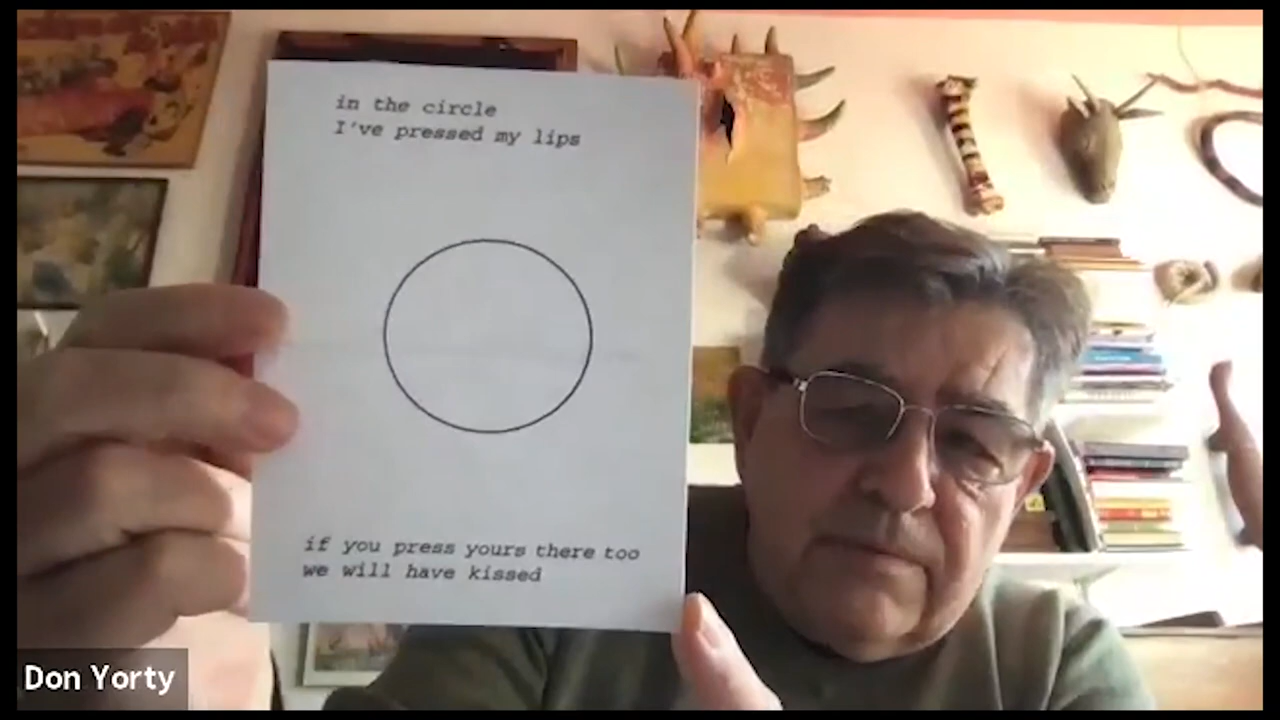 in the circle
I've pressed my lips
if you press yours there too
we will have kissed
Don Yorty